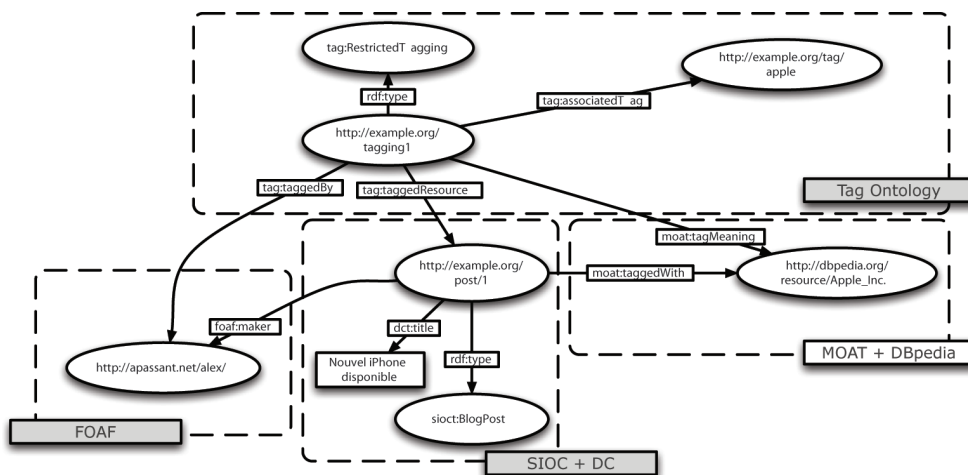 tag:RestrictedT agging
http://example.org/tag/
apple
rdf:type
tag:associatedT ag
http://example.org/
tagging1
tag:taggedBy
tag:taggedResource
Tag Ontology
moat:tagMeaning
http://example.org/
post/1
moat:taggedWith
http://dbpedia.org/
resource/Apple_Inc.
foaf:maker
dct:title
MOAT + DBpedia
rdf:type
Nouvel iPhone
disponible
http://apassant.net/alex/
sioct:BlogPost
FOAF
SIOC + DC